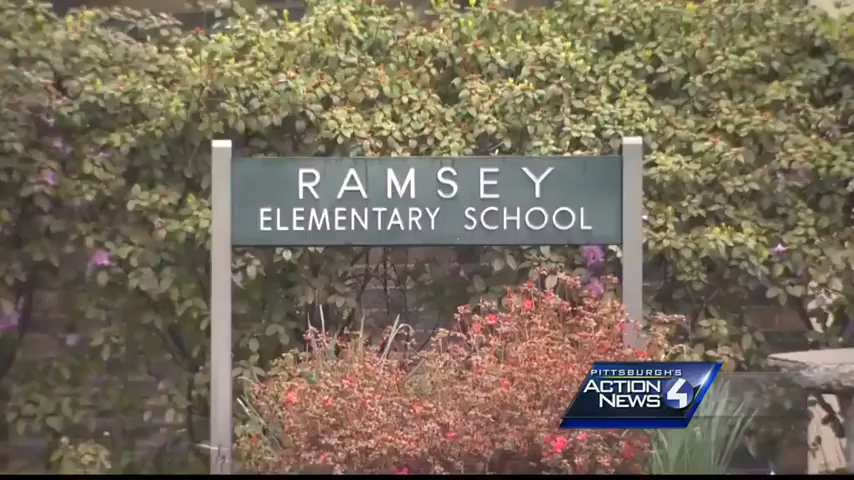 RAMSEY
ELEMENTARY SCHOOL
PITTSBURGH'S
ACTION
NEWS 4